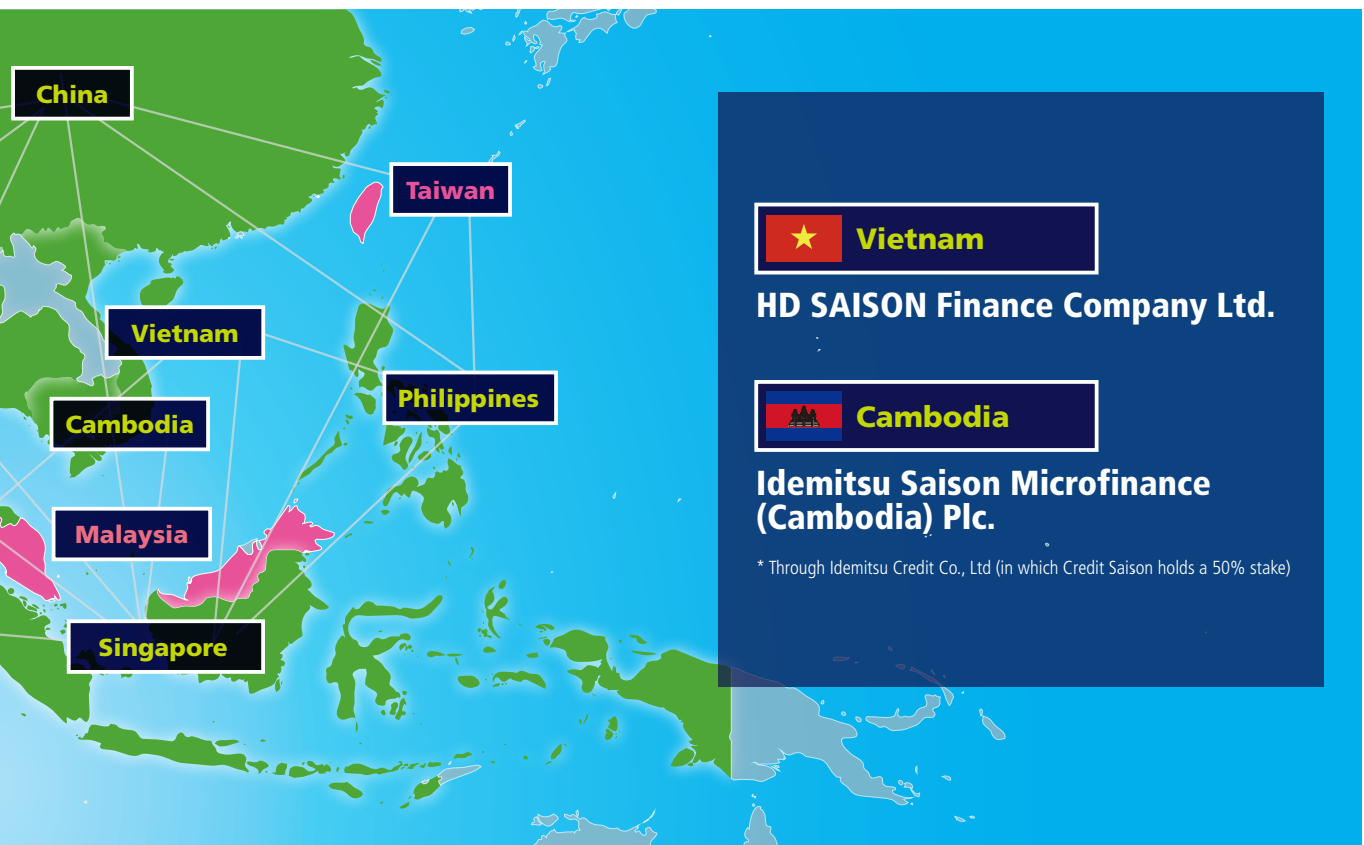 China
Taiwan
Vietnam
Philippines
Cambodia
Malaysia
Singapore
Vietnam
HD SAISON Finance Company Ltd.
Cambodia
Idemitsu Saison Microfinance
(Cambodia) Plc.
* Through Idemitsu Credit Co., Ltd (in which Credit Saison holds a 50% stake)